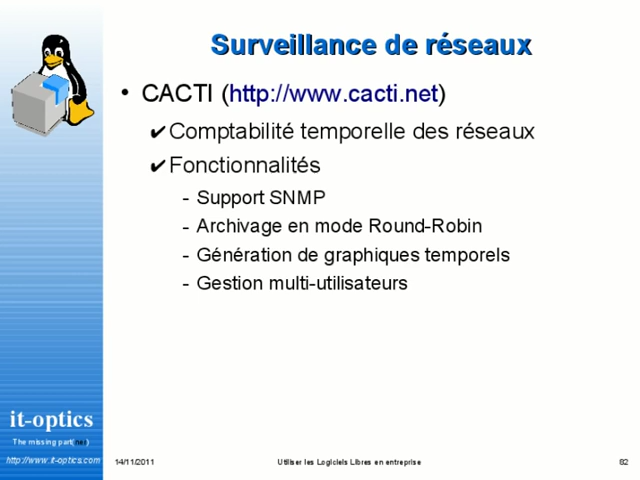 Surveillance de réseaux
• CACTI (http://www.cacti.net)
✔ Comptabilité temporelle des réseaux
✔ Fonctionnalités
- Support SNMP
- Archivage en mode Round-Robin
- Génération de graphiques temporels
- Gestion multi-utilisateurs
it-optics
The missing part(ner)
http://www.it-optics.com
14/11/2011
Utiliser les Logiciels Libres en entreprise
82